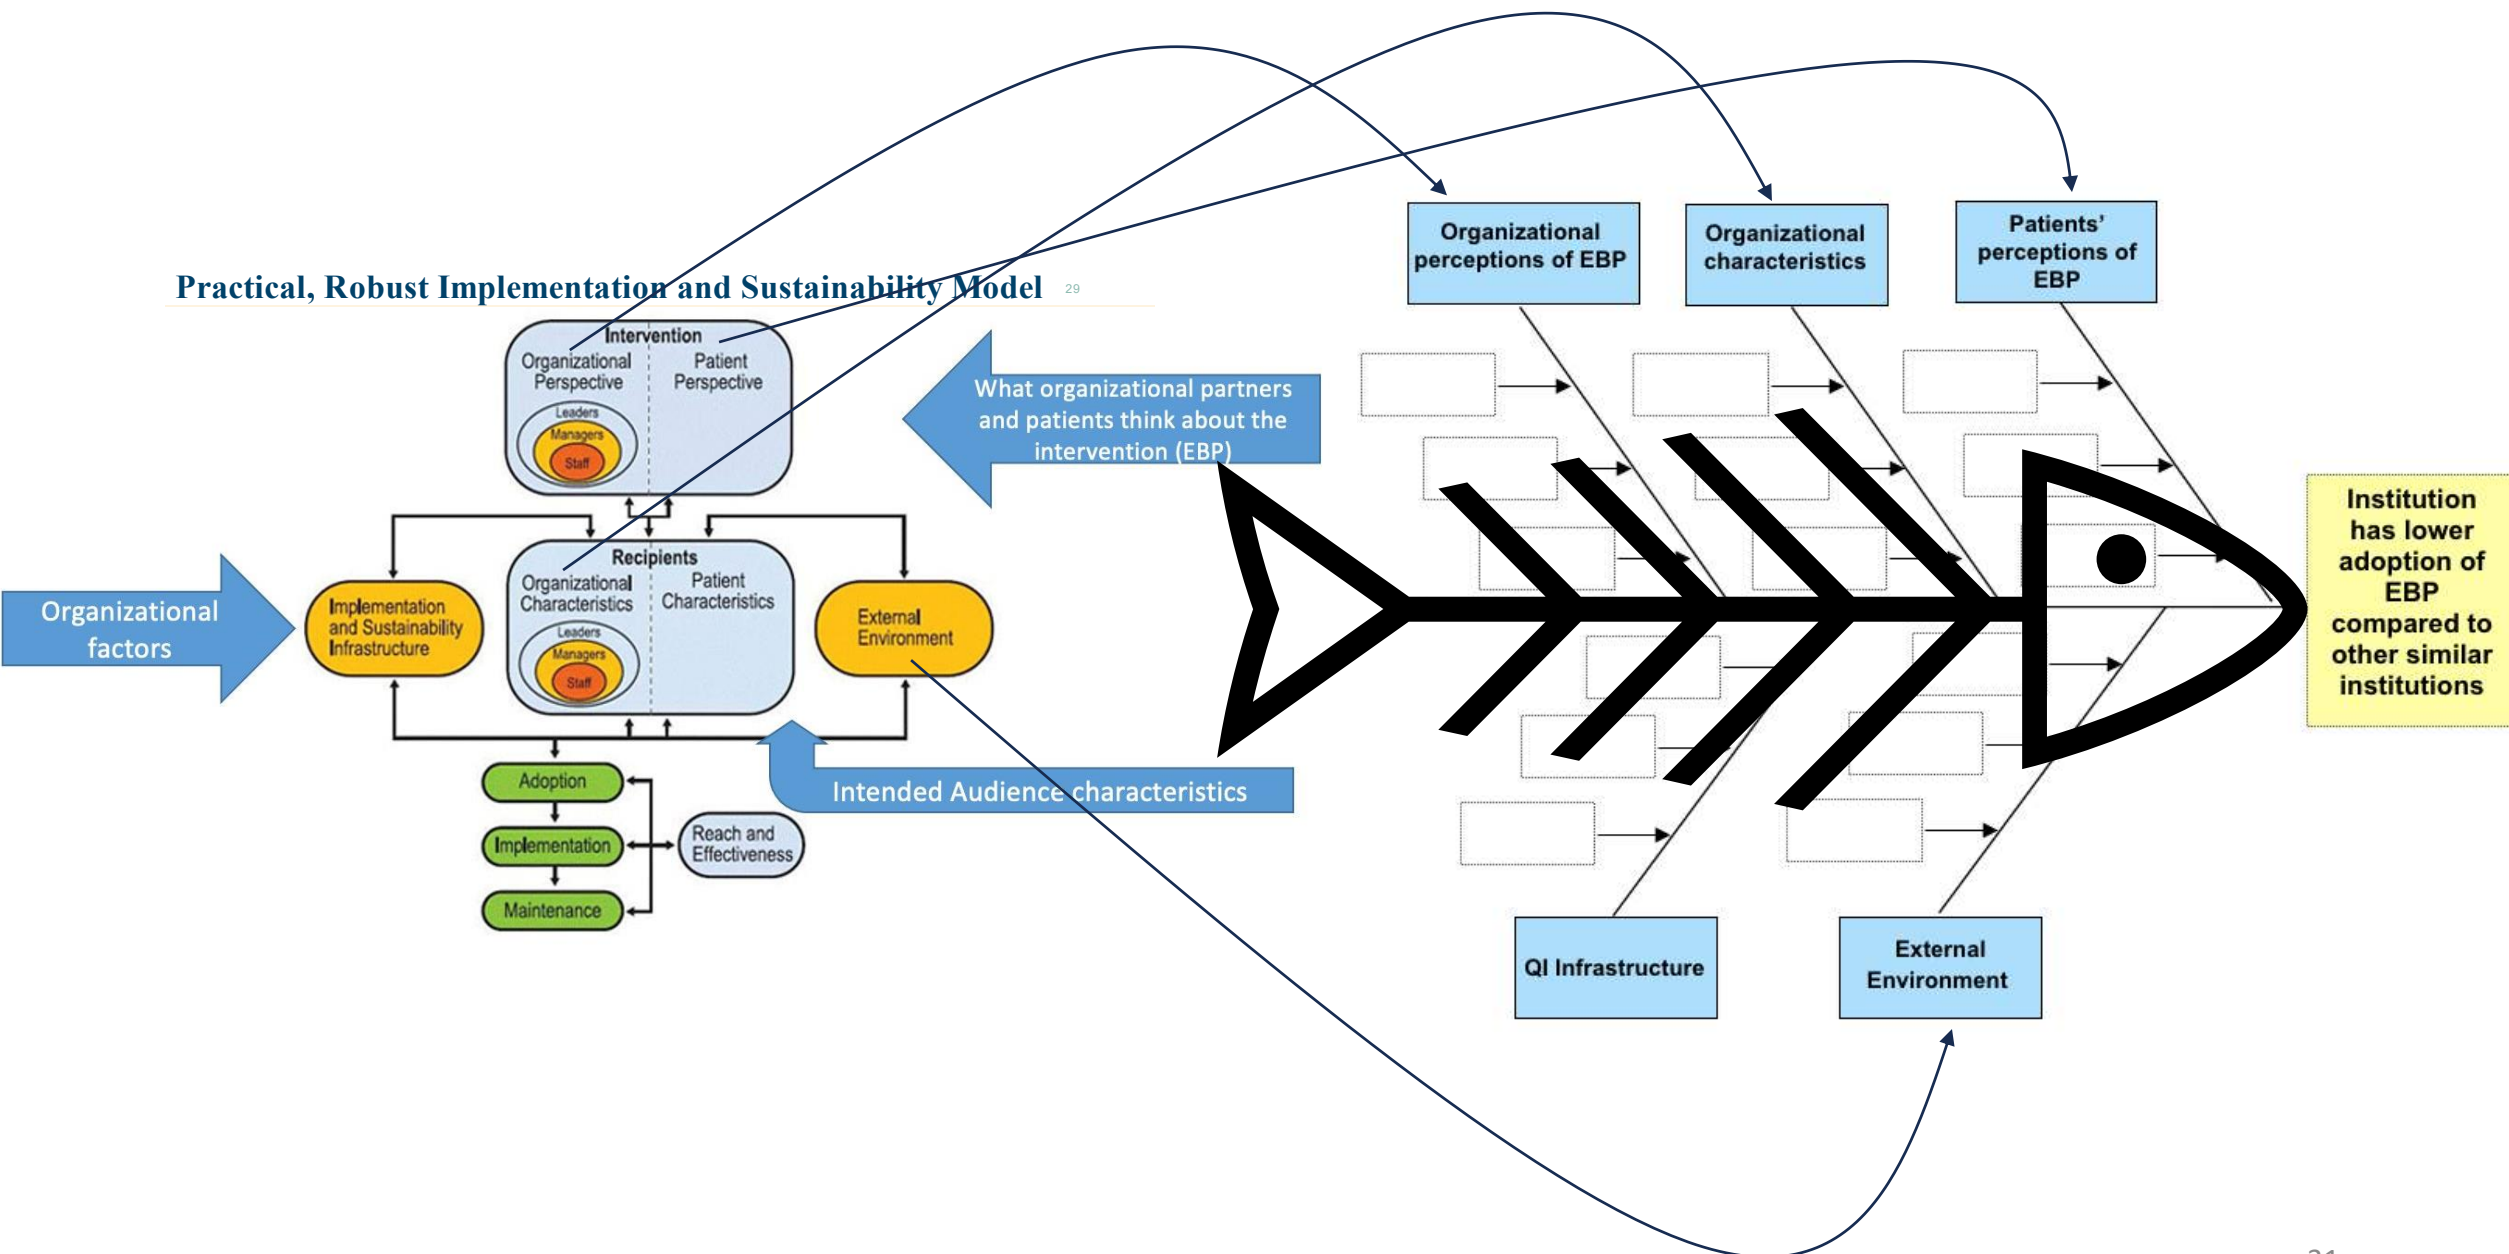 Practical, Robust Implementation and Sustainability Model
29
Intervention
Organizational
Perspective
Patient
Perspective
Leaders
Managers
Staff
What organizational partners
and patients think about the
intervention (EBP)
Organizational
factors
Implementation
and Sustainability
Infrastructure
Recipients
Organizational
Characteristics
Patient
Characteristics
Leaders
Managers
Staff
External
Environment
Intended Audience characteristics
Adoption
Implementation
Maintenance
Reach and
Effectiveness
Organizational
perceptions of EBP
Organizational
characteristics
Patients’
perceptions of
EBP
Institution
has lower
adoption of
EBP
compared to
other similar
institutions
QI Infrastructure
External
Environment